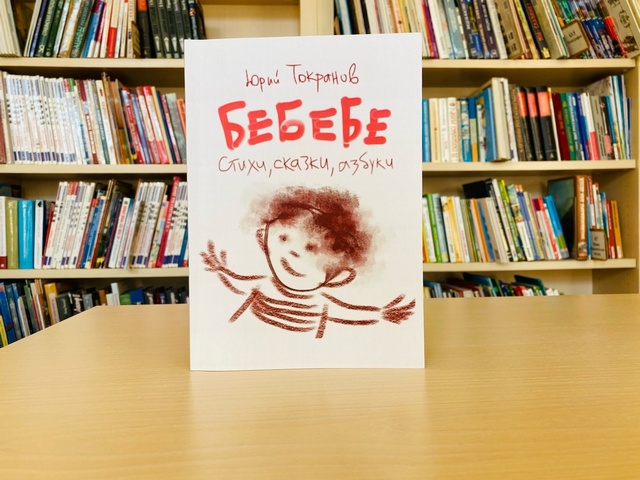 Юрий Токранов
БЕБЕБЕ
стихи, сказки, азбуки